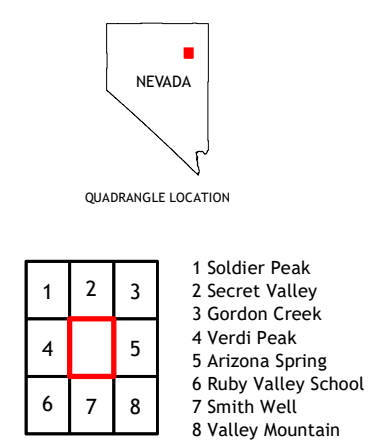 NEVADA
QUADRANGLE LOCATION
1 2 3
4 5
6 7 8
1 Soldier Peak
2 Secret Valley
3 Gordon Creek
4 Verdi Peak
5 Arizona Spring
6 Ruby Valley School
7 Smith Well
8 Valley Mountain